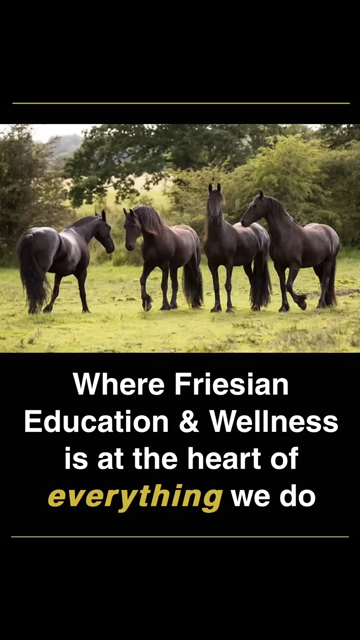 Where Friesian
Education & Wellness
is at the heart of
everything we do